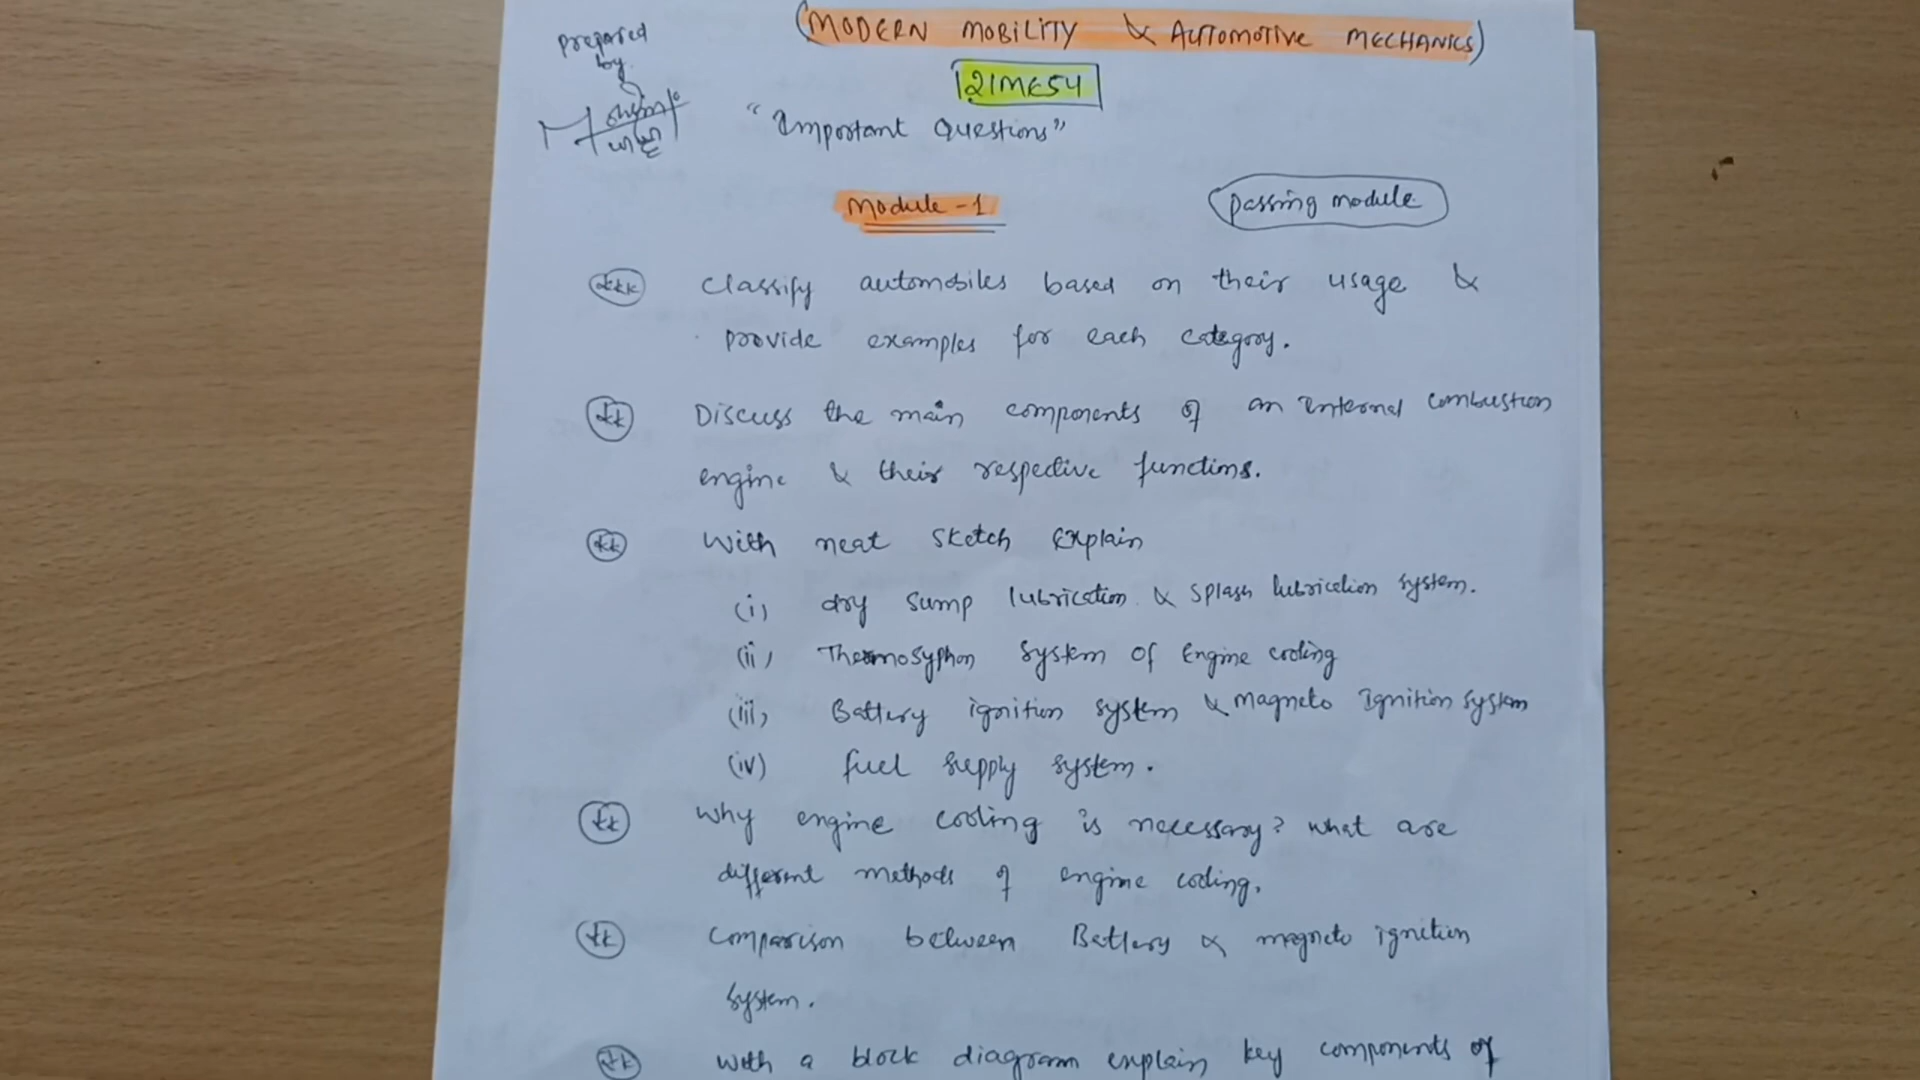 (MODERN MOBILITY & AUTOMOTIVE MECHANICS)
Prepared
by
21ME54
"Important Questions"
Module - 1
passing module
Classify automobiles based on their usage &
provide examples for each category.
Discuss the main components of an Internal combustion
engine & their respective functions.
With neat sketch explain
(i) dry sump lubrication & splash lubrication system.
(ii) Thermosyphon system of Engine cooling
(iii) Battery ignition system & magneto Ignition system
(iv) fuel supply system.
Why engine cooling is necessary? what are
different methods of engine cooling.
comparison between Battery & magneto ignition
system.
With a block diagram explain key components of